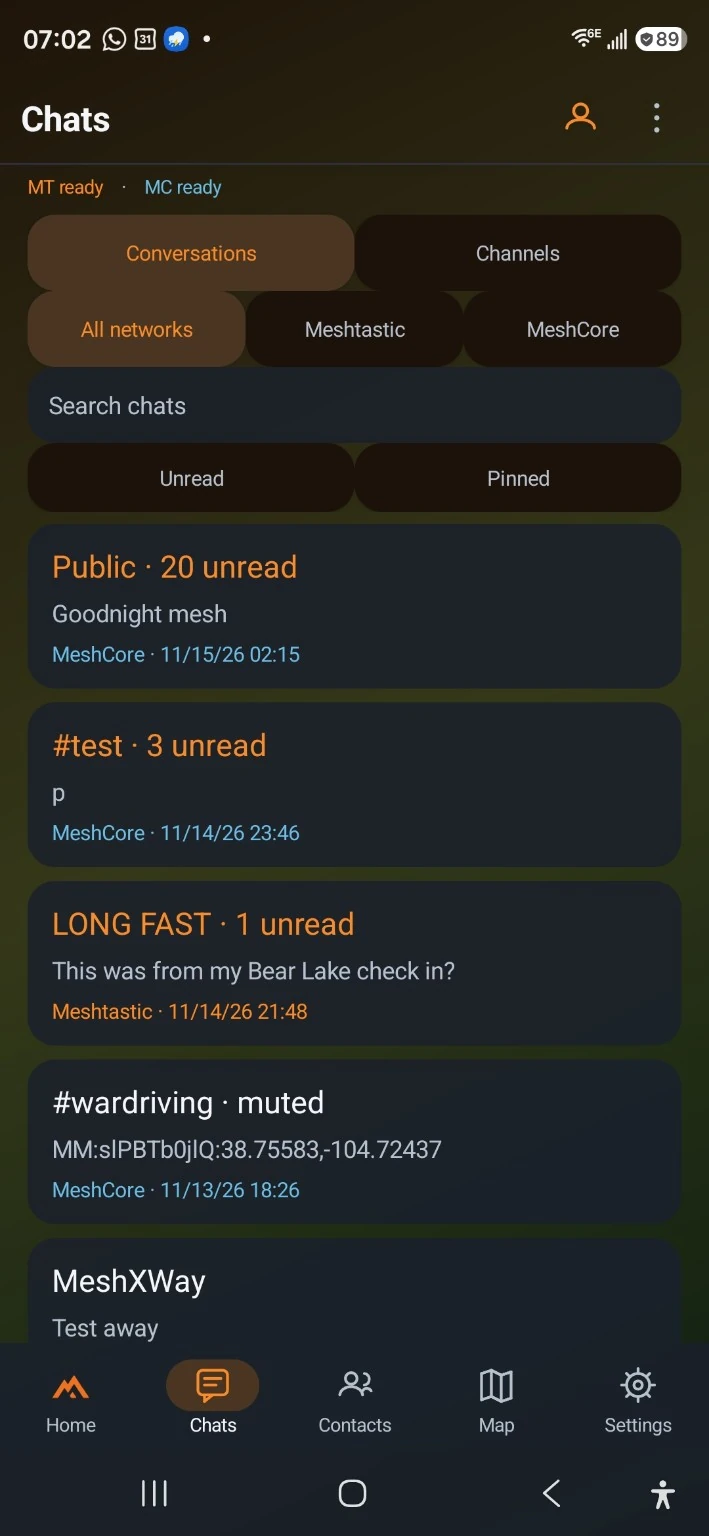 07:02 31 6E 89
Chats
MT ready · MC ready
Conversations Channels
All networks Meshtastic MeshCore
Search chats
Unread Pinned
Public · 20 unread
Goodnight mesh
MeshCore · 11/15/26 02:15
#test · 3 unread
p
MeshCore · 11/14/26 23:46
LONG FAST · 1 unread
This was from my Bear Lake check in?
Meshtastic · 11/14/26 21:48
#wardriving · muted
MM:slPBTb0jlQ:38.75583,-104.72437
MeshCore · 11/13/26 18:26
MeshXWay
Test away
Home Chats Contacts Map Settings